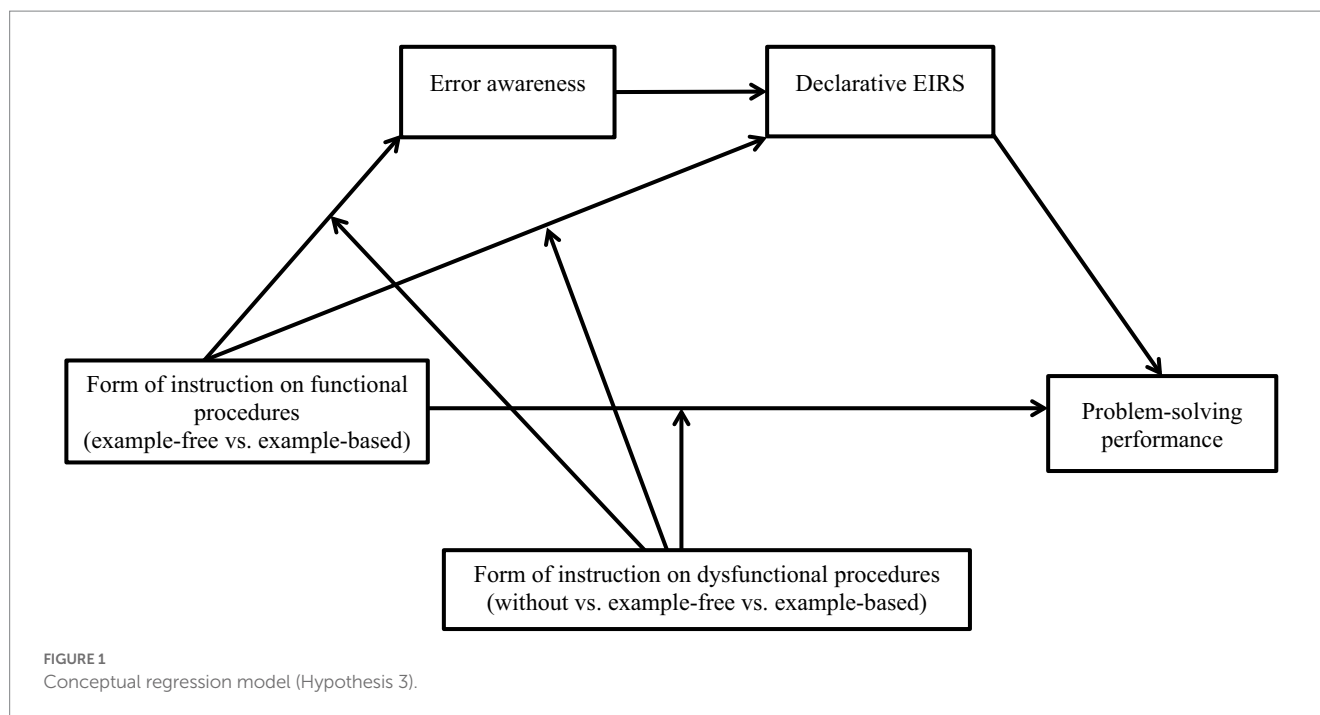 Error awareness
Declarative EIRS
Form of instruction on functional
procedures
(example-free vs. example-based)
Problem-solving
performance
Form of instruction on dysfunctional procedures
(without vs. example-free vs. example-based)
FIGURE 1
Conceptual regression model (Hypothesis 3).